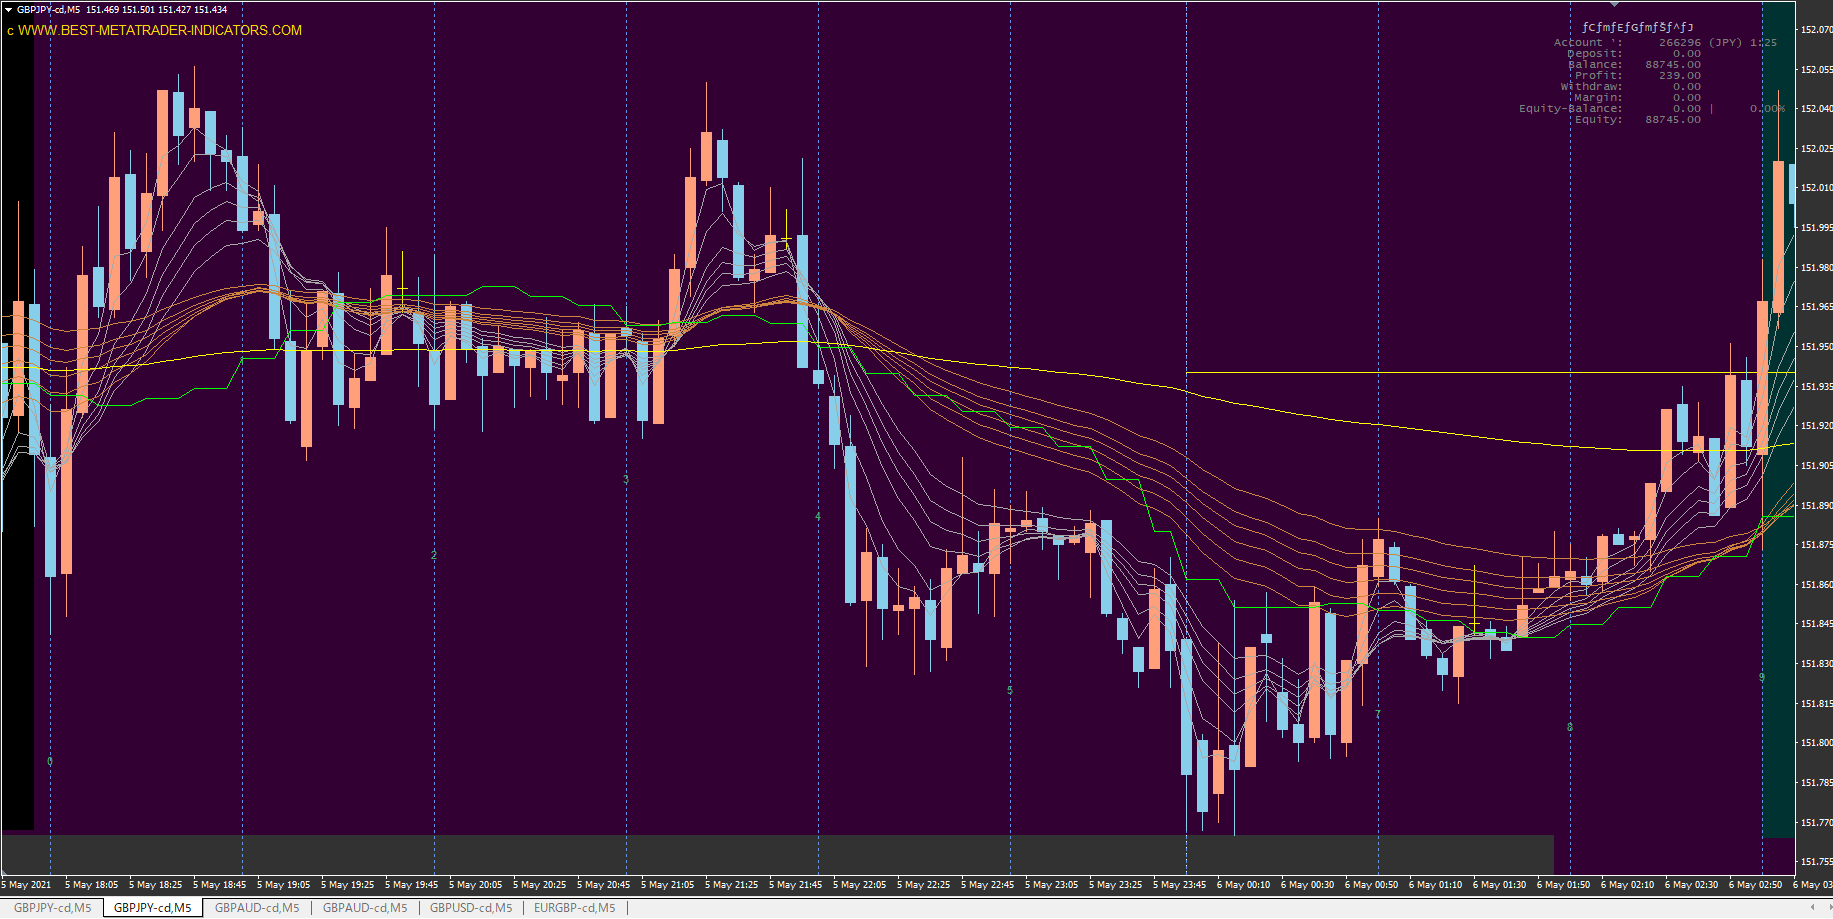 GBPJPY-cd,M5 151.469 151.501 151.427 151.434
c WWW.BEST-METATRADER-INDICATORS.COM
ƒCƒmƒEƒGƒmƒŠƒ^ƒJ
Account : 266296 (JPY) 1:25
Deposit: 0.00
Balance: 88745.00
Profit: 239.00
Withdraw: 0.00
Margin: 0.00
Equity-Balance: 0.00 | 0.00%
Equity: 88745.00
152.070
152.055
152.040
152.025
152.010
151.995
151.980
151.965
151.950
151.935
151.920
151.905
151.890
151.875
151.860
151.845
151.830
151.815
151.800
151.785
151.770
151.755
0
2
3
4
5
7
8
9
5 May 2021 5 May 18:05 5 May 18:25 5 May 18:45 5 May 19:05 5 May 19:25 5 May 19:45 5 May 20:05 5 May 20:25 5 May 20:45 5 May 21:05 5 May 21:25 5 May 21:45 5 May 22:05 5 May 22:25 5 May 22:45 5 May 23:05 5 May 23:25 5 May 23:45 6 May 00:10 6 May 00:30 6 May 00:50 6 May 01:10 6 May 01:30 6 May 01:50 6 May 02:10 6 May 02:30 6 May 02:50 6 May 03
GBPJPY-cd,M5 GBPJPY-cd,M5 GBPAUD-cd,M5 GBPAUD-cd,M5 GBPUSD-cd,M5 EURGBP-cd,M5